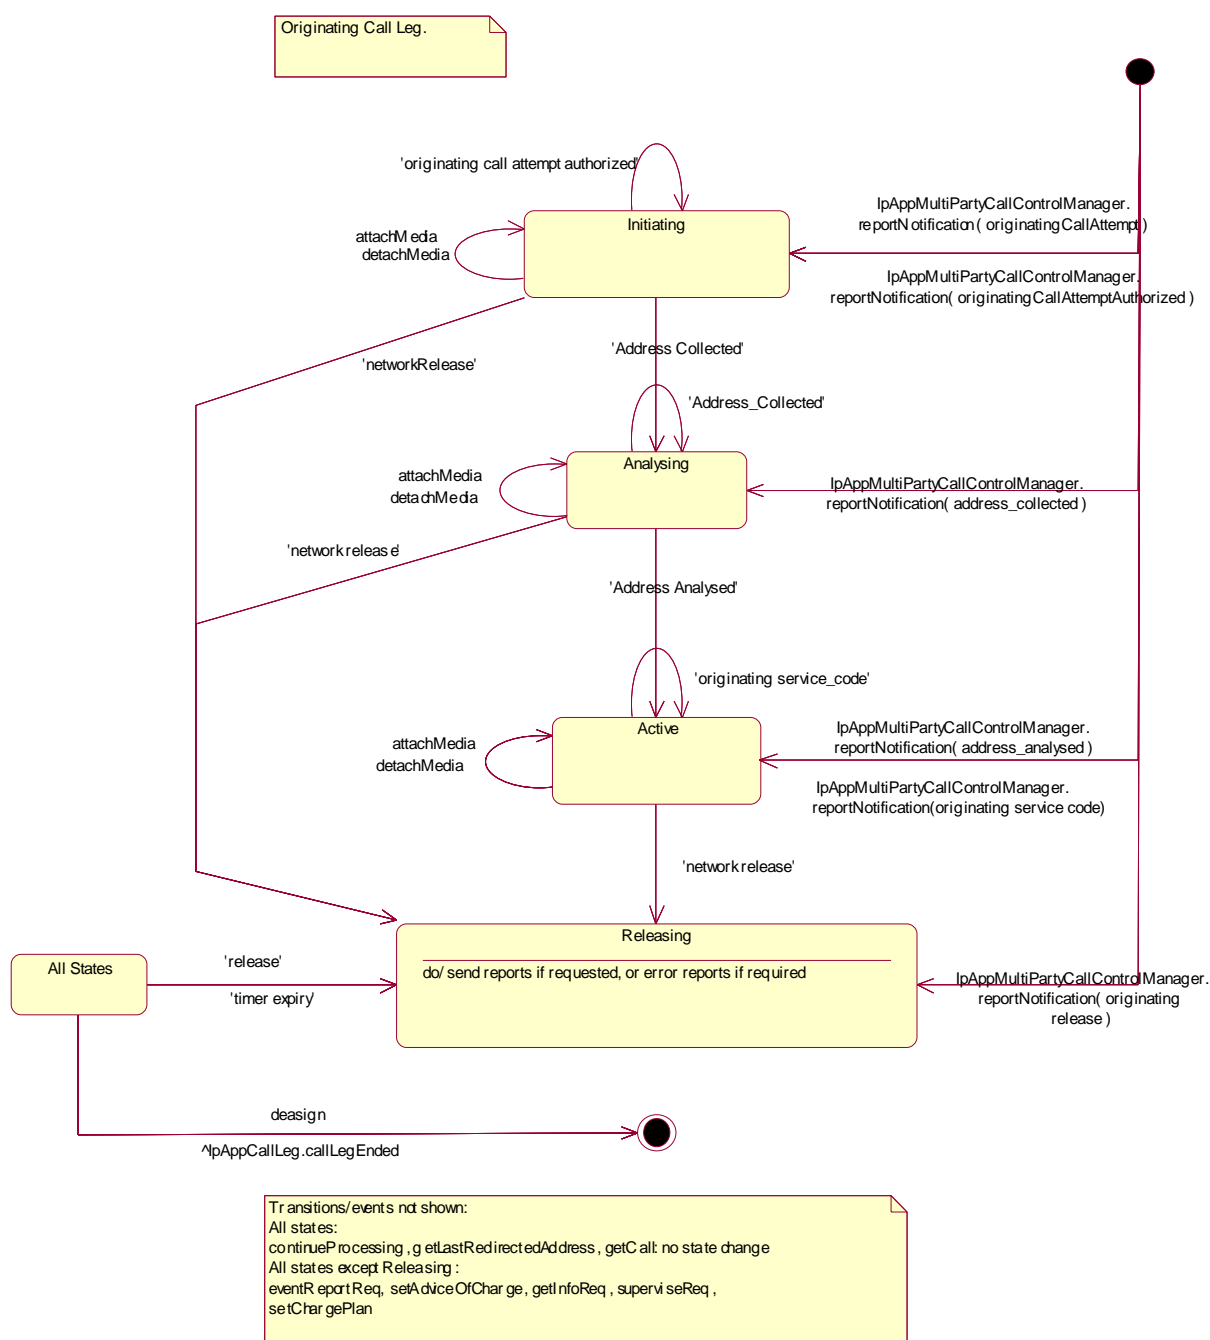 Originating Call Leg.
'originating call attempt authorized'
IpAppMultiPartyCallControlManager.
reportNotification( originatingCallAttempt )
Initiating
attachMedia
detachMedia
IpAppMultiPartyCallControlManager.
reportNotification( originatingCallAttemptAuthorized )
'Address Collected'
'networkRelease'
'Address_Collected'
Analysing
attachMedia
detachMedia
IpAppMultiPartyCallControlManager.
reportNotification( address_collected )
'network release'
'Address Analysed'
'originating service_code'
Active
IpAppMultiPartyCallControlManager.
reportNotification( address_analysed )
attachMedia
detachMedia
IpAppMultiPartyCallControlManager.
reportNotification(originating service code)
'network release'
Releasing
do/ send reports if requested, or error reports if required
All States
'release'
'timer expiry'
IpAppMultiPartyCallControlManager.
reportNotification( originating
release )
deasign
^IpAppCallLeg.callLegEnded
Transitions/events not shown:
All states:
continueProcessing, getLastRedirectedAddress, getCall: no state change
All states except Releasing :
eventReportReq, setAdviceOfCharge, getInfoReq, superviseReq,
setChargePlan